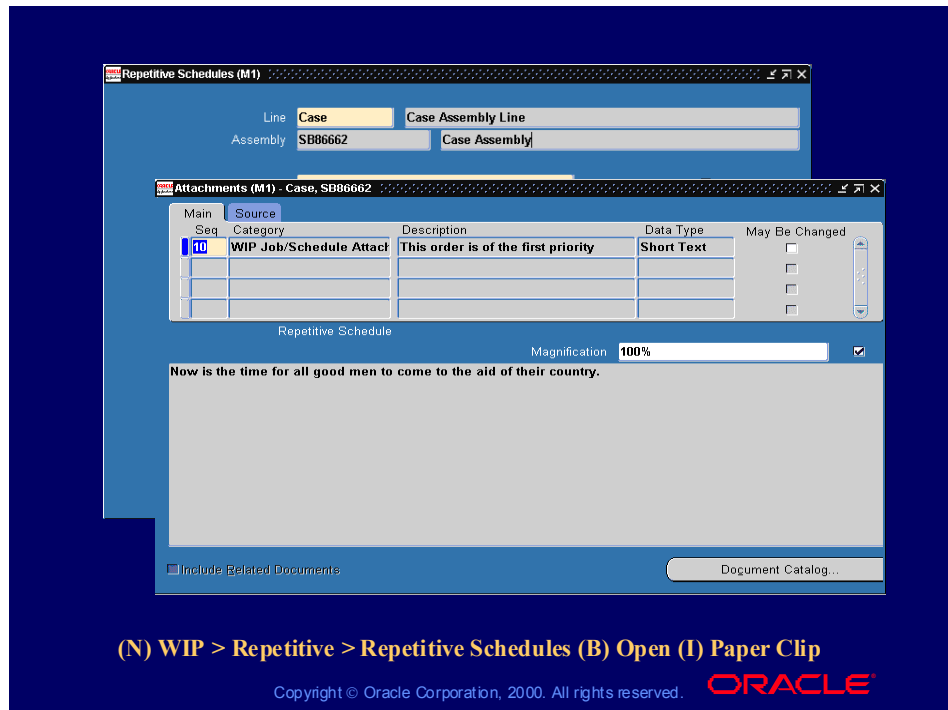 Repetitive Schedules (M1)
Line Case Case Assembly Line
Assembly SB86662 Case Assembly
Attachments (M1) - Case, SB86662
Main Source
Seq Category Description Data Type May Be Changed
10 WIP Job/Schedule Attach This order is of the first priority Short Text
Repetitive Schedule
Magnification 100%
Now is the time for all good men to come to the aid of their country.
Include Related Documents Document Catalog...
(N) WIP > Repetitive > Repetitive Schedules (B) Open (I) Paper Clip
Copyright © Oracle Corporation, 2000. All rights reserved. ORACLE®